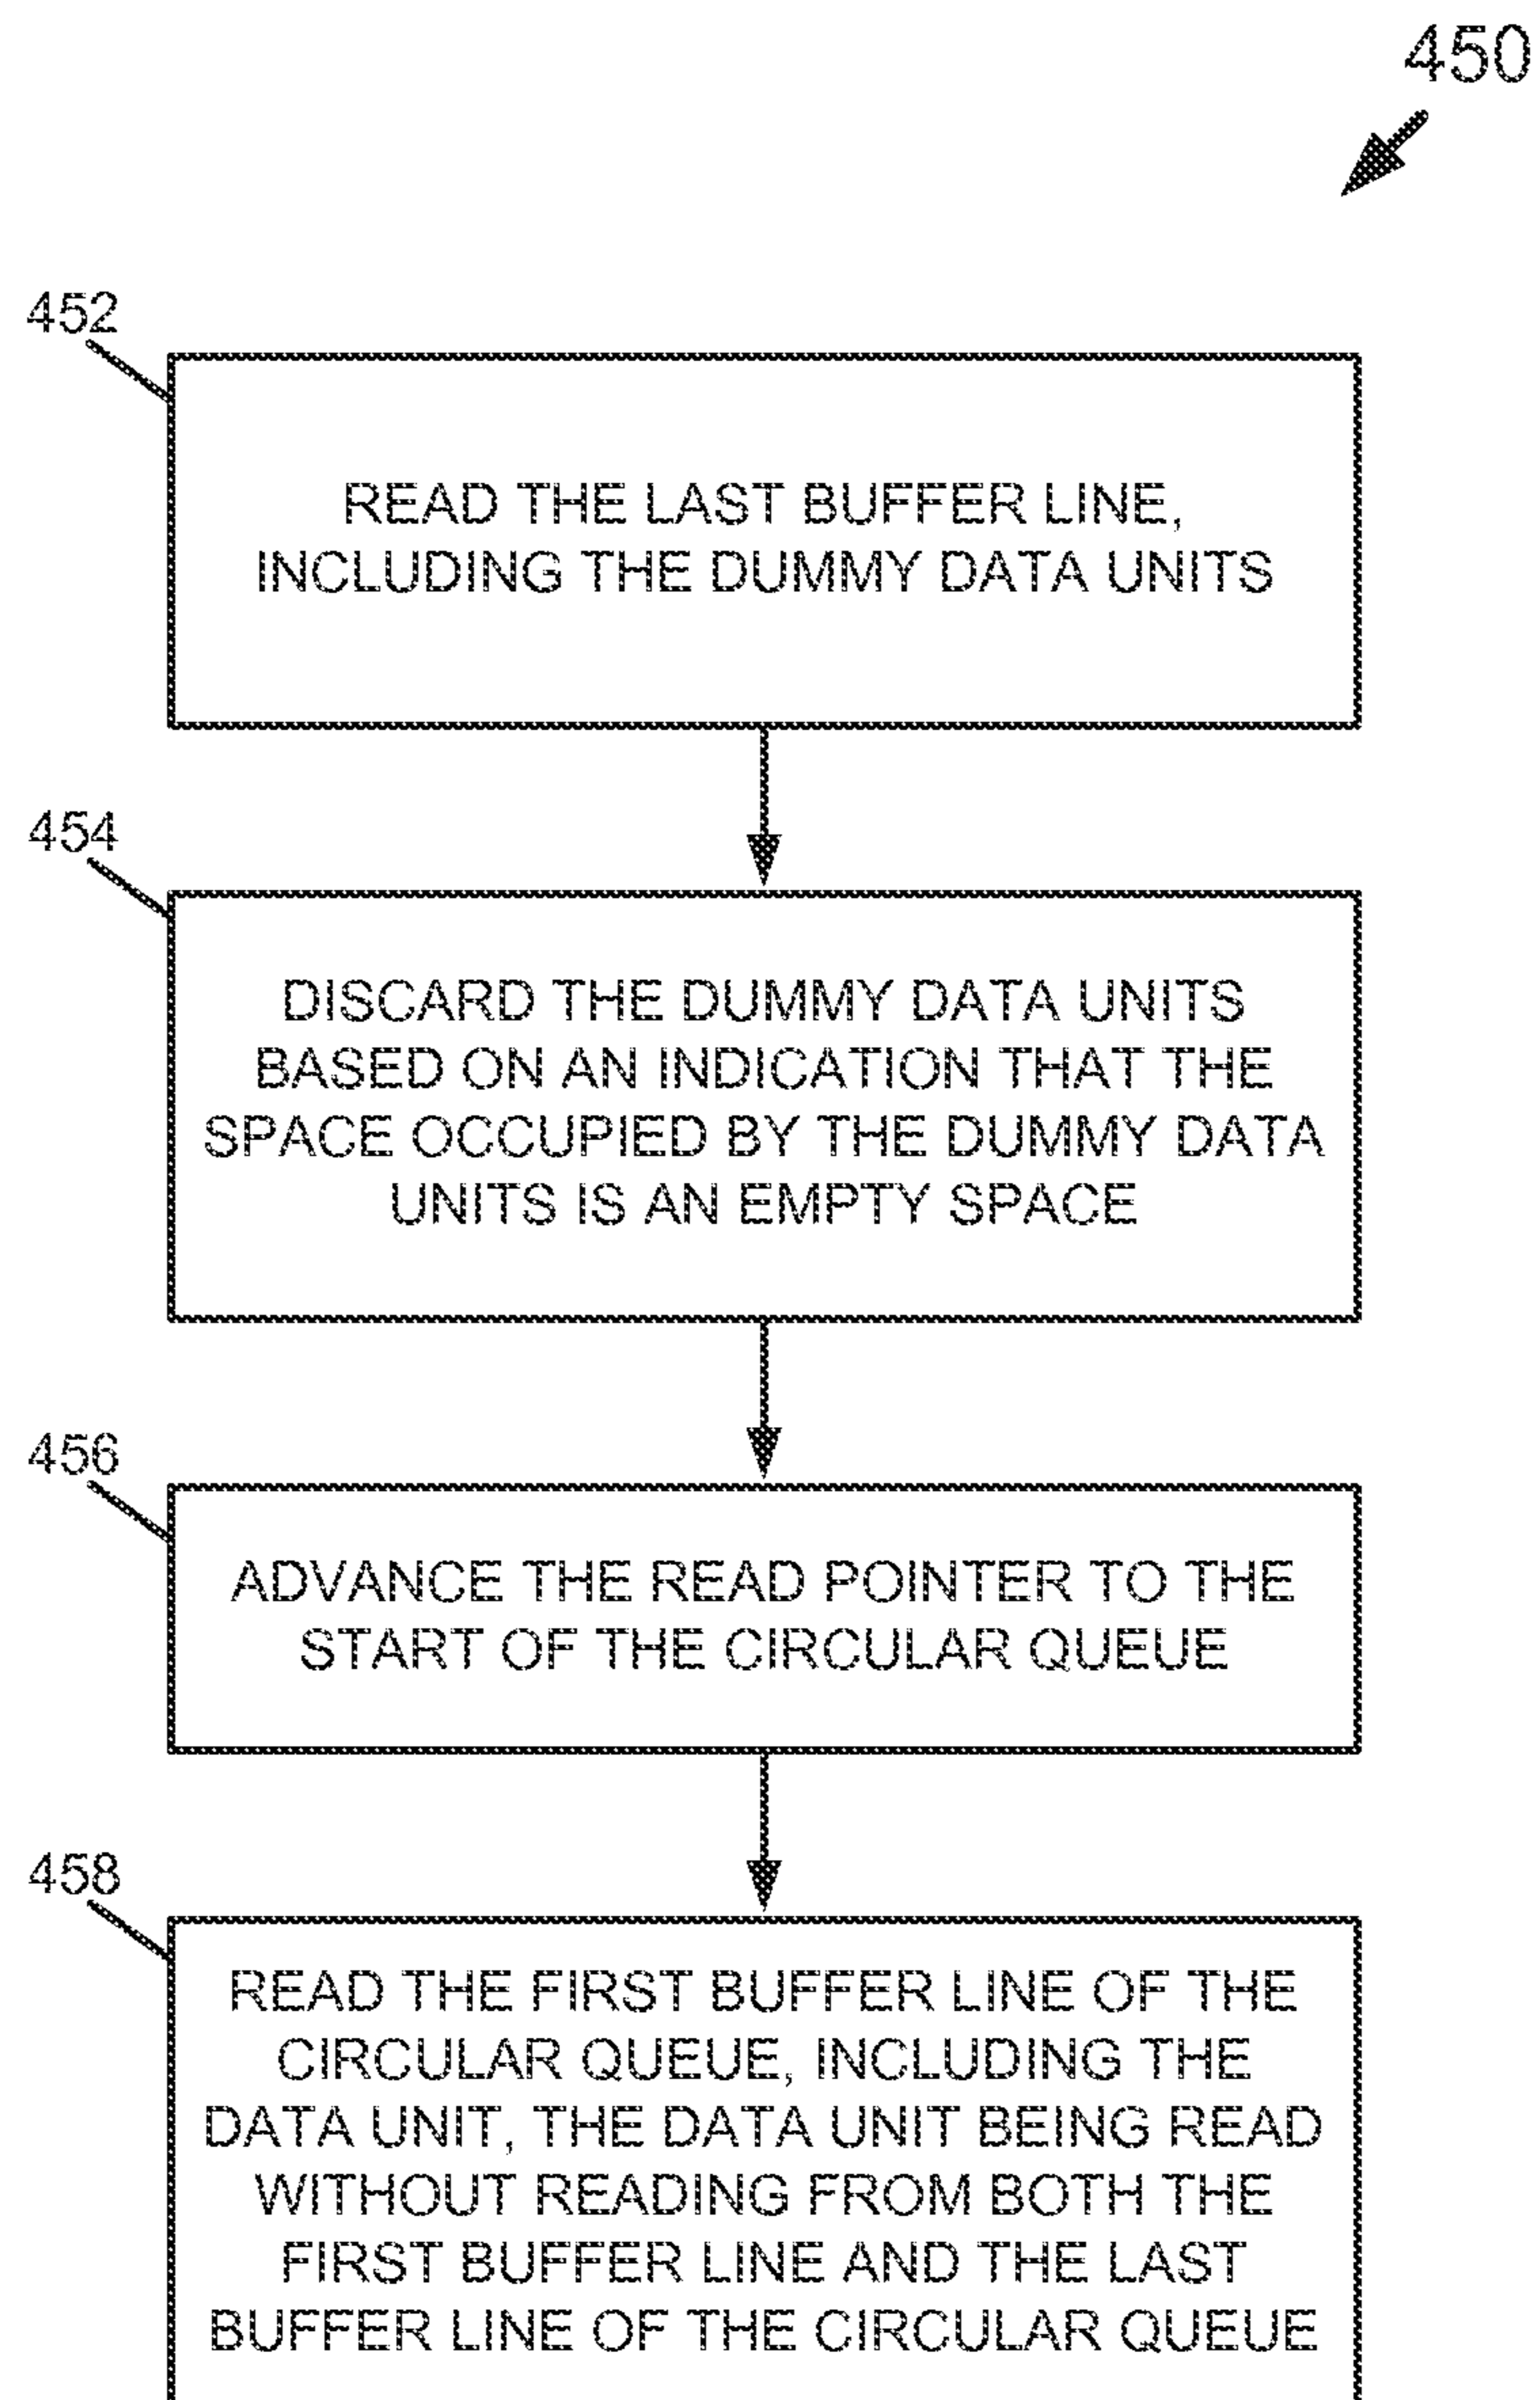 450
452
READ THE LAST BUFFER LINE,
INCLUDING THE DUMMY DATA UNITS
454
DISCARD THE DUMMY DATA UNITS
BASED ON AN INDICATION THAT THE
SPACE OCCUPIED BY THE DUMMY DATA
UNITS IS AN EMPTY SPACE
456
ADVANCE THE READ POINTER TO THE
START OF THE CIRCULAR QUEUE
458
READ THE FIRST BUFFER LINE OF THE
CIRCULAR QUEUE, INCLUDING THE
DATA UNIT, THE DATA UNIT BEING READ
WITHOUT READING FROM BOTH THE
FIRST BUFFER LINE AND THE LAST
BUFFER LINE OF THE CIRCULAR QUEUE